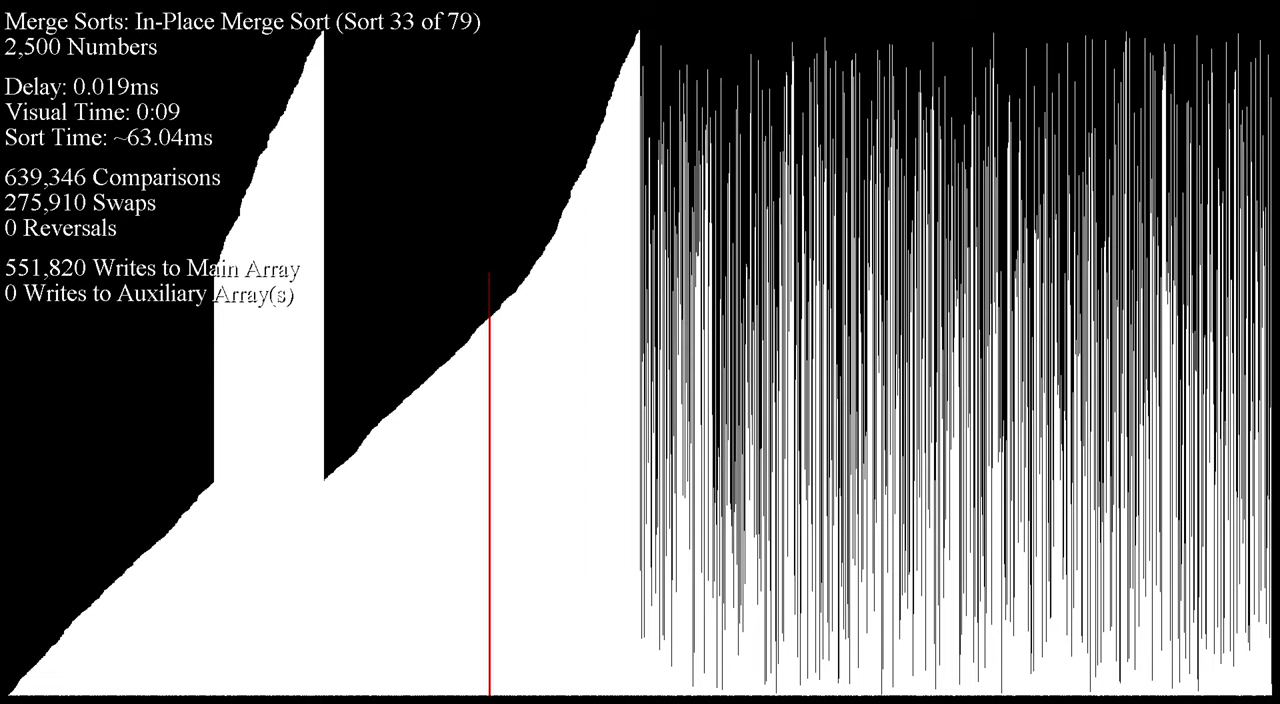 Merge Sorts: In-Place Merge Sort (Sort 33 of 79)
2,500 Numbers
Delay: 0.019ms
Visual Time: 0:09
Sort Time: ~63.04ms
639,346 Comparisons
275,910 Swaps
0 Reversals
551,820 Writes to Main Array
0 Writes to Auxiliary Array(s)